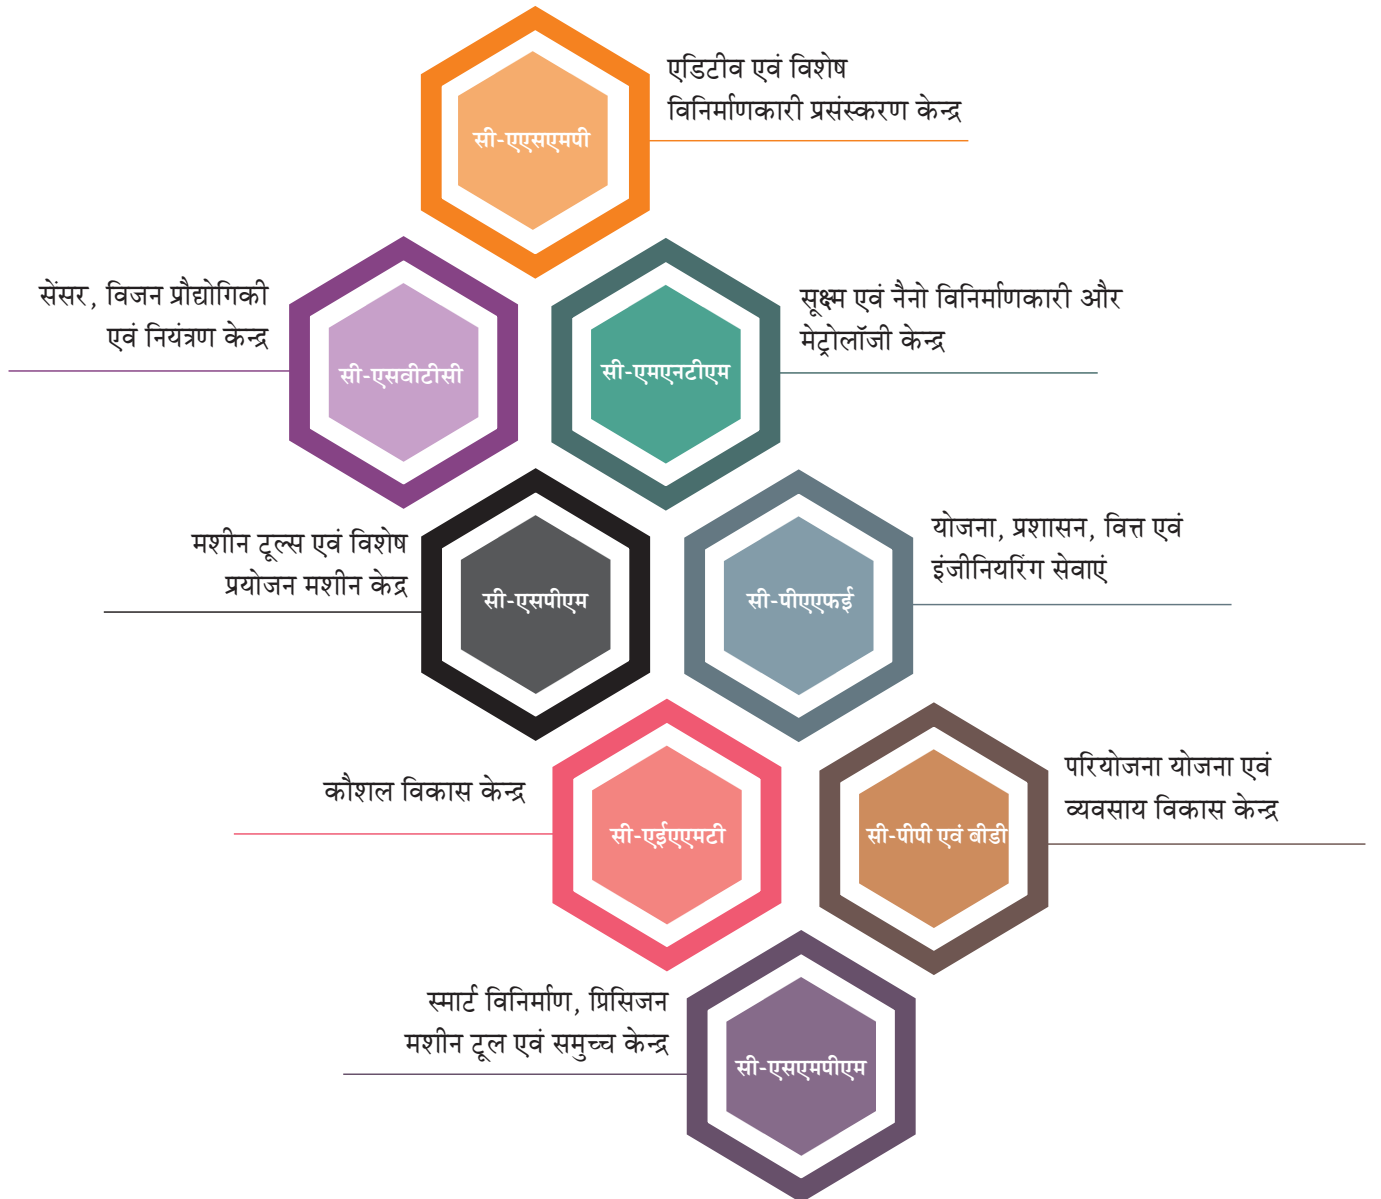 एडिटीव एवं विशेष
विनिर्माणकारी प्रसंस्करण केन्द्र
सी-एएसएमपी
सेंसर, विजन प्रौद्योगिकी
एवं नियंत्रण केन्द्र
सी-एसवीटीसी
सूक्ष्म एवं नैनो विनिर्माणकारी और
मेट्रोलॉजी केन्द्र
सी-एमएनटीएम
मशीन टूल्स एवं विशेष
प्रयोजन मशीन केद्र
सी-एसपीएम
योजना, प्रशासन, वित्त एवं
इंजीनियरिंग सेवाएं
सी-पीएएफई
कौशल विकास केन्द्र
सी-एईएएमटी
परियोजना योजना एवं
व्यवसाय विकास केन्द्र
सी-पीपी एवं बीडी
स्मार्ट विनिर्माण, प्रिसिजन
मशीन टूल एवं समुच्च केन्द्र
सी-एसएमपीएम